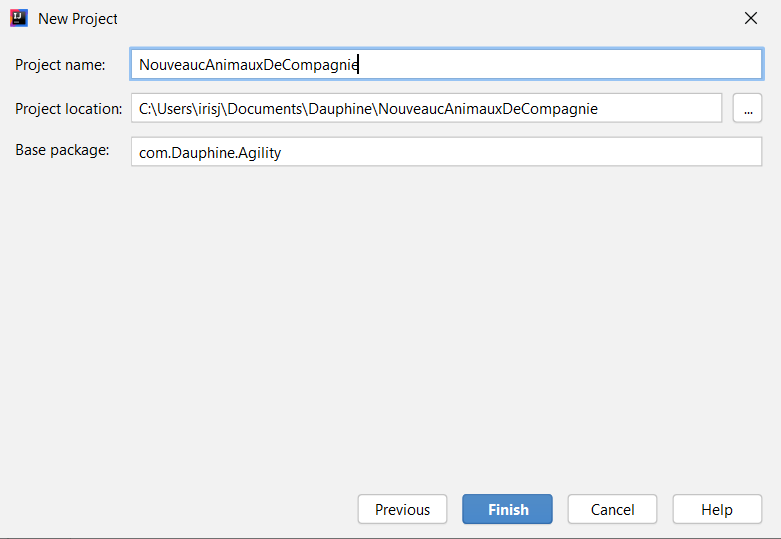 New Project
Project name: NouveaucAnimauxDeCompagnie
Project location: C:\Users\irisj\Documents\Dauphine\NouveaucAnimauxDeCompagnie ...
Base package: com.Dauphine.Agility
Previous Finish Cancel Help